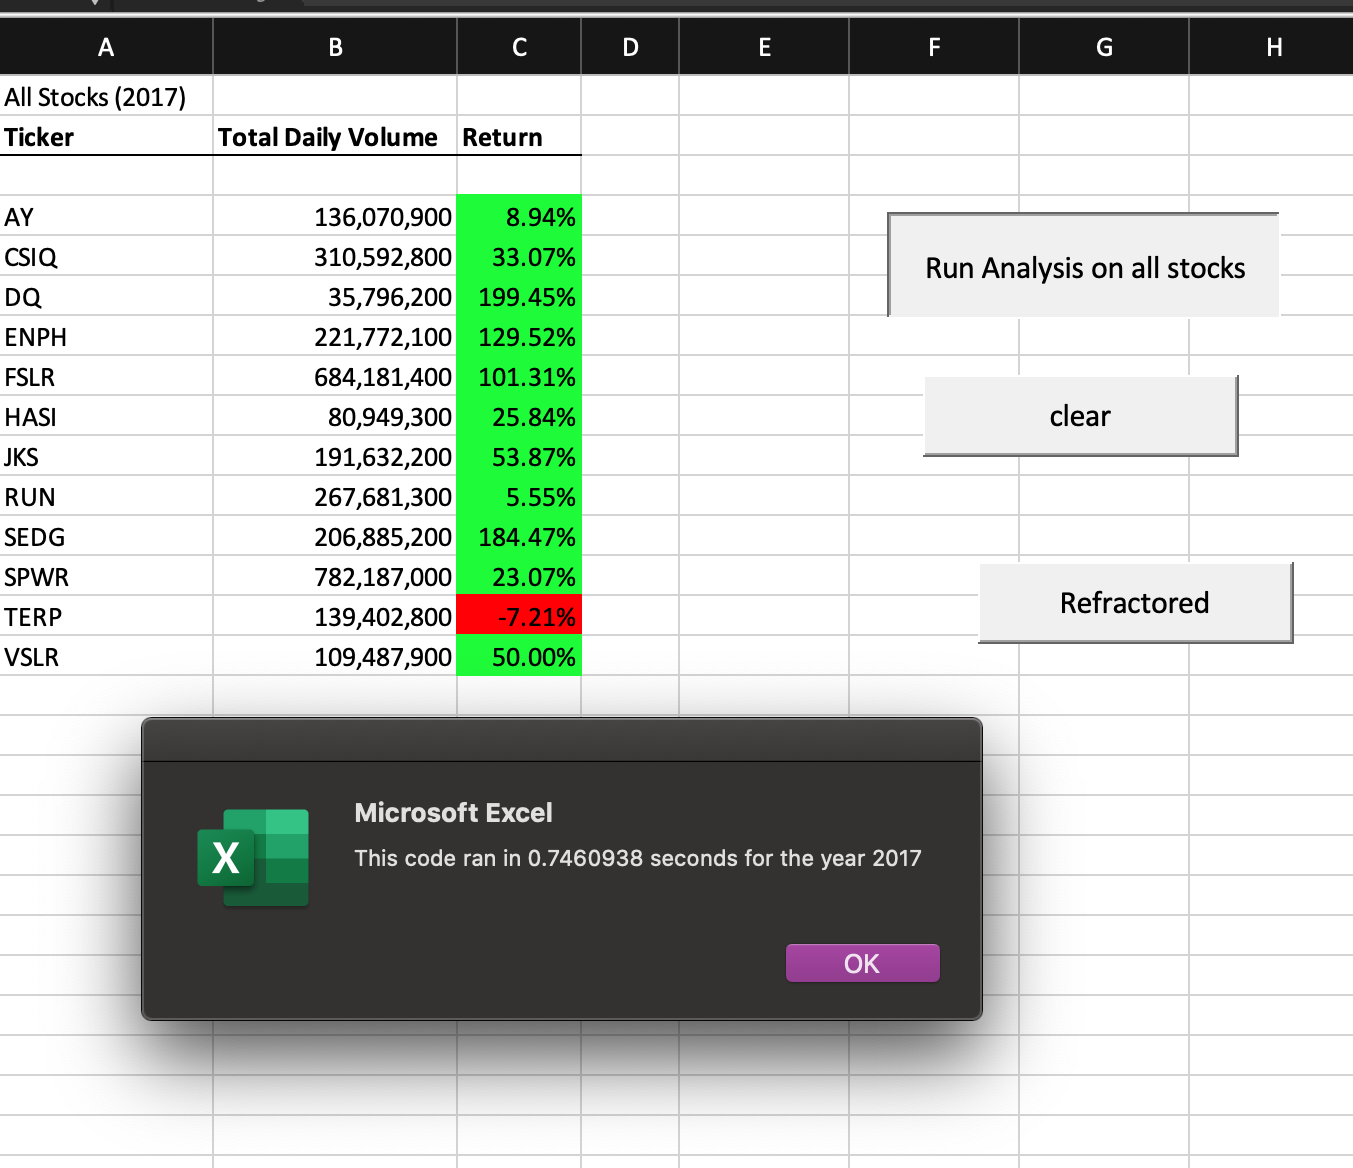 A B C D E F G H
All Stocks (2017)
Ticker Total Daily Volume Return
AY 136,070,900 8.94%
CSIQ 310,592,800 33.07%
DQ 35,796,200 199.45%
ENPH 221,772,100 129.52%
FSLR 684,181,400 101.31%
HASI 80,949,300 25.84%
JKS 191,632,200 53.87%
RUN 267,681,300 5.55%
SEDG 206,885,200 184.47%
SPWR 782,187,000 23.07%
TERP 139,402,800 -7.21%
VSLR 109,487,900 50.00%
Run Analysis on all stocks
clear
Refractored
Microsoft Excel
X
This code ran in 0.7460938 seconds for the year 2017
OK